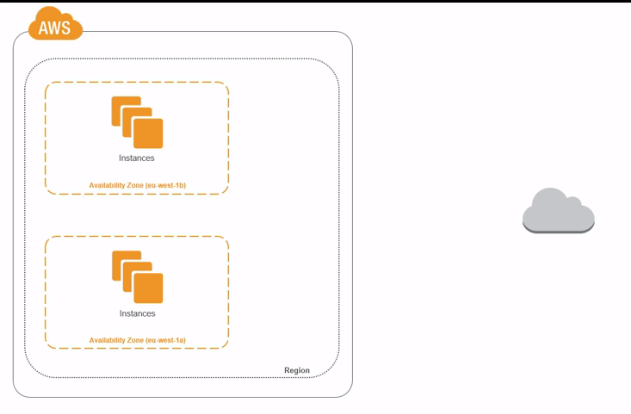 AWS
Instances
Availability Zone (eu-west-1b)
Instances
Availability Zone (eu-west-1a)
Region